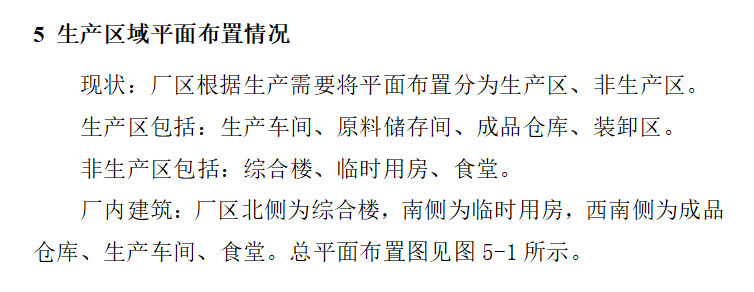 5 生产区域平面布置情况
现状：厂区根据生产需要将平面布置分为生产区、非生产区。
生产区包括：生产车间、原料储存间、成品仓库、装卸区。
非生产区包括：综合楼、临时用房、食堂。
厂内建筑：厂区北侧为综合楼，南侧为临时用房，西南侧为成品
仓库、生产车间、食堂。总平面布置图见图 5-1 所示。